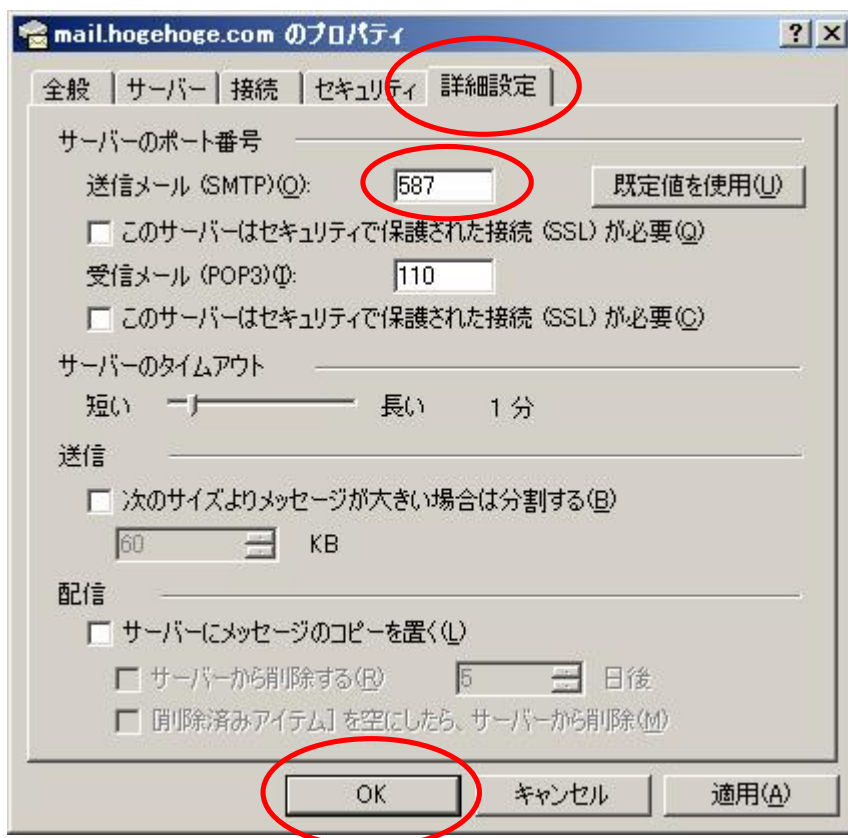 mail.hogehoge.com のプロパティ
全般 サーバー 接続 セキュリティ 詳細設定
サーバーのポート番号
送信メール (SMTP)(O): 587 既定値を使用(U)
このサーバーはセキュリティで保護された接続 (SSL) が必要(Q)
受信メール (POP3)(I): 110
このサーバーはセキュリティで保護された接続 (SSL) が必要(C)
サーバーのタイムアウト
短い 長い 1 分
送信
次のサイズよりメッセージが大きい場合は分割する(B)
60 KB
配信
サーバーにメッセージのコピーを置く(L)
サーバーから削除する(R) 5 日後
[削除済みアイテム] を空にしたら、サーバーから削除(M)
OK キャンセル 適用(A)